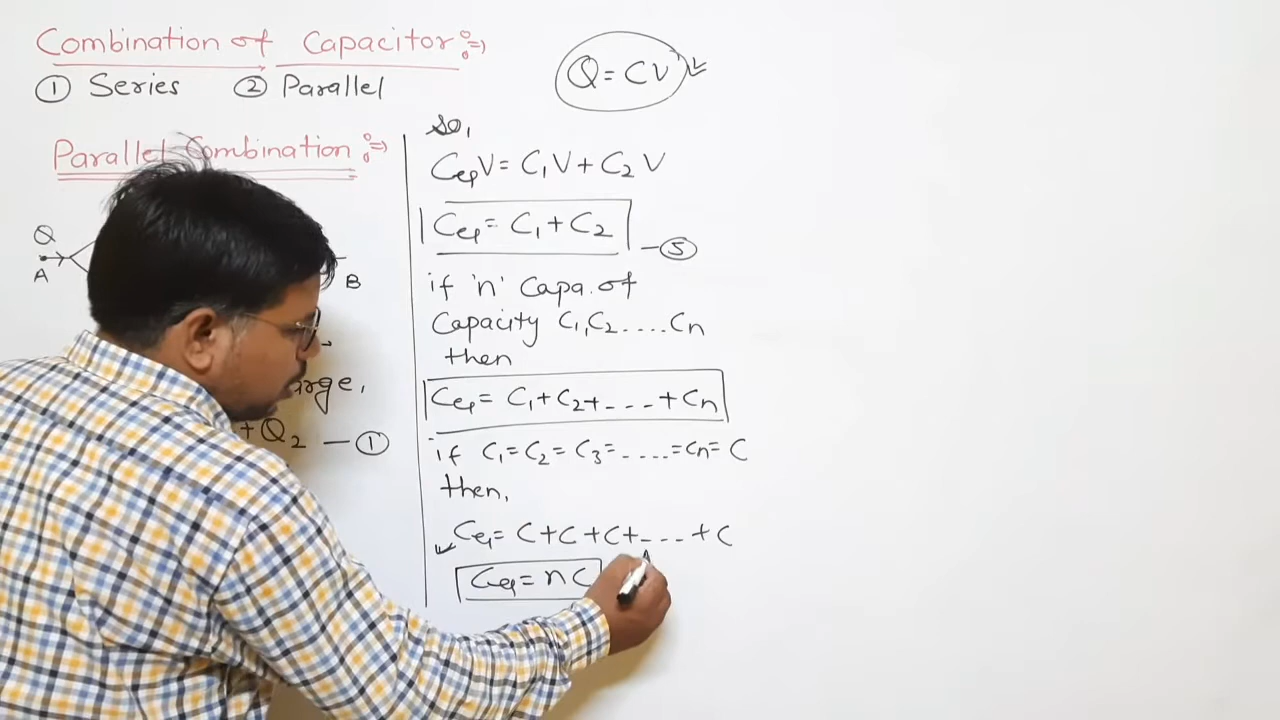 Combination of Capacitor :⇒
① Series ② Parallel
Q = CV
Parallel Combination :⇒
Q
A
B
arge,
+Q₂ — ①
so,
CeqV = C₁V + C₂V
Ceq = C₁ + C₂ — ⑤
if 'n' Capa. of
Capacity C₁, C₂ .... Cn
then
Ceq = C₁ + C₂ + - - - + Cn
if C₁ = C₂ = C₃ = - .... = Cn = C
then,
Ceq = C + C + C + - - - + C
Ceq = nC